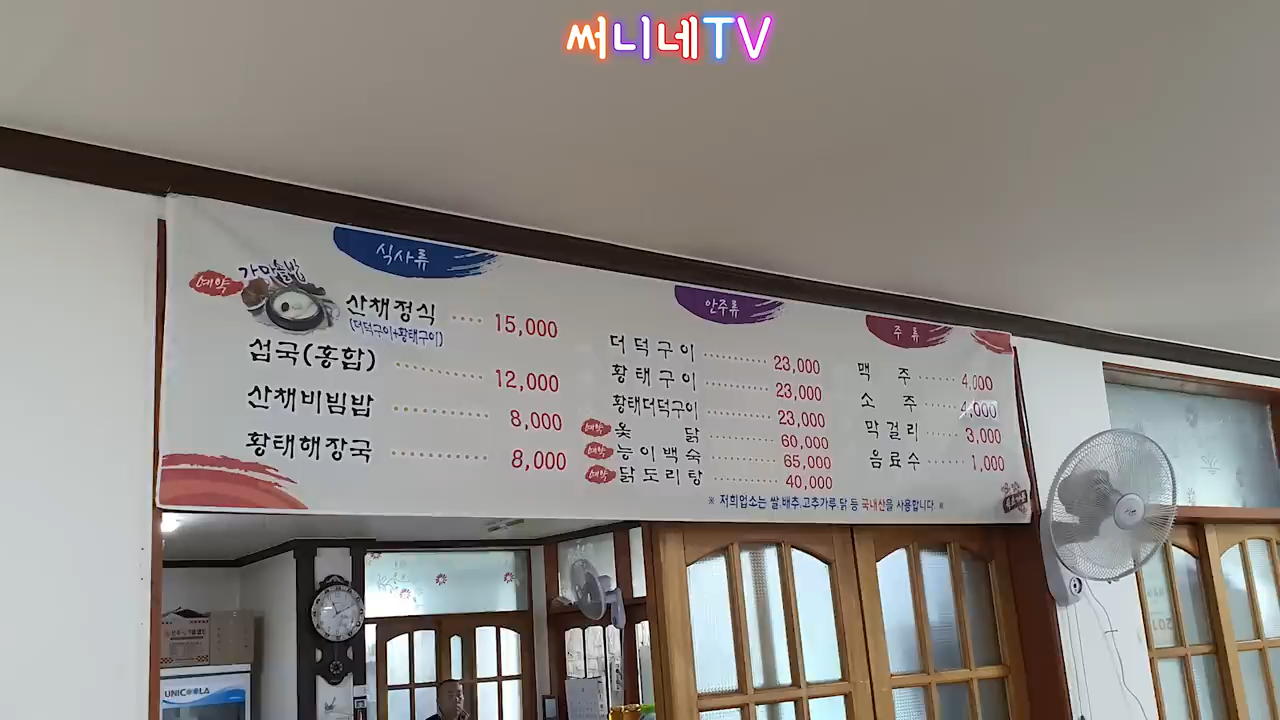 써니네TV
식사류
예약 가마솥밥
산채정식 ···· 15,000
(더덕구이+황태구이)
섭국(홍합) ·········· 12,000
산채비빔밥 ·········· 8,000
황태해장국 ·········· 8,000
안주류
더덕구이 ·········· 23,000
황태구이 ·········· 23,000
황태더덕구이 ········ 23,000
예약 옻 닭 ·········· 60,000
예약 능이백숙 ········ 65,000
예약 닭도리탕 ········ 40,000
주 류
맥 주 ······ 4,000
소 주 ······ 4,000
막걸리 ······ 3,000
음료수 ······ 1,000
※ 저희업소는 쌀.배추.고추가루.닭 등 국내산을 사용합니다. ※
UNICOOLA